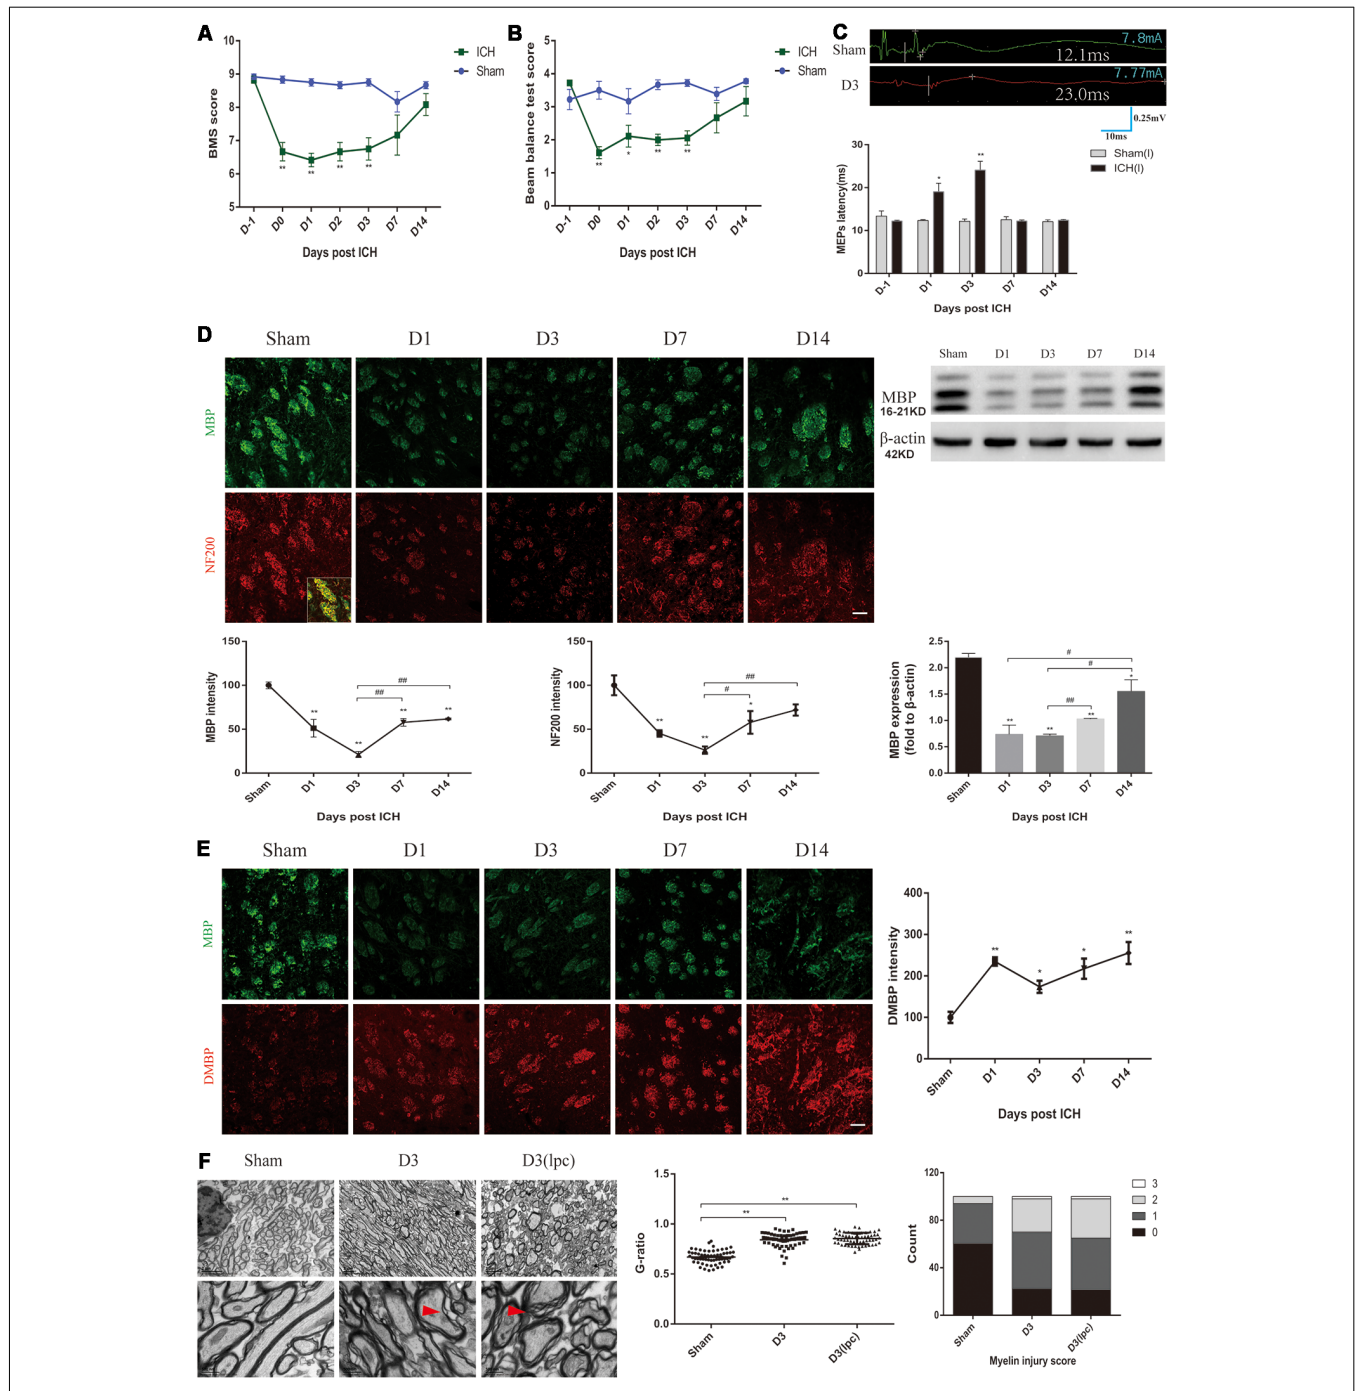 A
10
9
8
7
6
5
BMS score
ICH
Sham
**
**
**
**
D-1
D0
D1
D2
D3
D7
D14
Days post ICH
B
5
4
3
2
1
0
Beam balance test score
ICH
Sham
**
*
**
**
D-1
D0
D1
D2
D3
D7
D14
Days post ICH
C
Sham
7.8mA
12.1ms
D3
7.77mA
23.0ms
0.25mV
10ms
Sham(I)
ICH(I)
30
20
10
0
MEPs latency(ms)
*
**
D-1
D1
D3
D7
D14
Days post ICH
D
Sham
D1
D3
D7
D14
MBP
NF200
Sham
D1
D3
D7
D14
MBP
16-21KD
β-actin
42KD
150
100
50
0
MBP intensity
**
**
**
**
##
##
Sham
D1
D3
D7
D14
Days post ICH
150
100
50
0
NF200 intensity
**
**
*
#
##
Sham
D1
D3
D7
D14
Days post ICH
2.5
2.0
1.5
1.0
0.5
0.0
MBP expression
(fold to β-actin)
#
#
##
**
**
**
*
Sham
D1
D3
D7
D14
Days post ICH
E
Sham
D1
D3
D7
D14
MBP
DMBP
400
300
200
100
0
DMBP intensity
**
*
*
**
Sham
D1
D3
D7
D14
Days post ICH
F
Sham
D3
D3(lpc)
1.5
1.0
0.5
0.0
G-ratio
**
**
Sham
D3
D3(lpc)
120
80
40
0
Count
3
2
1
0
Sham
D3
D3(lpc)
Myelin injury score